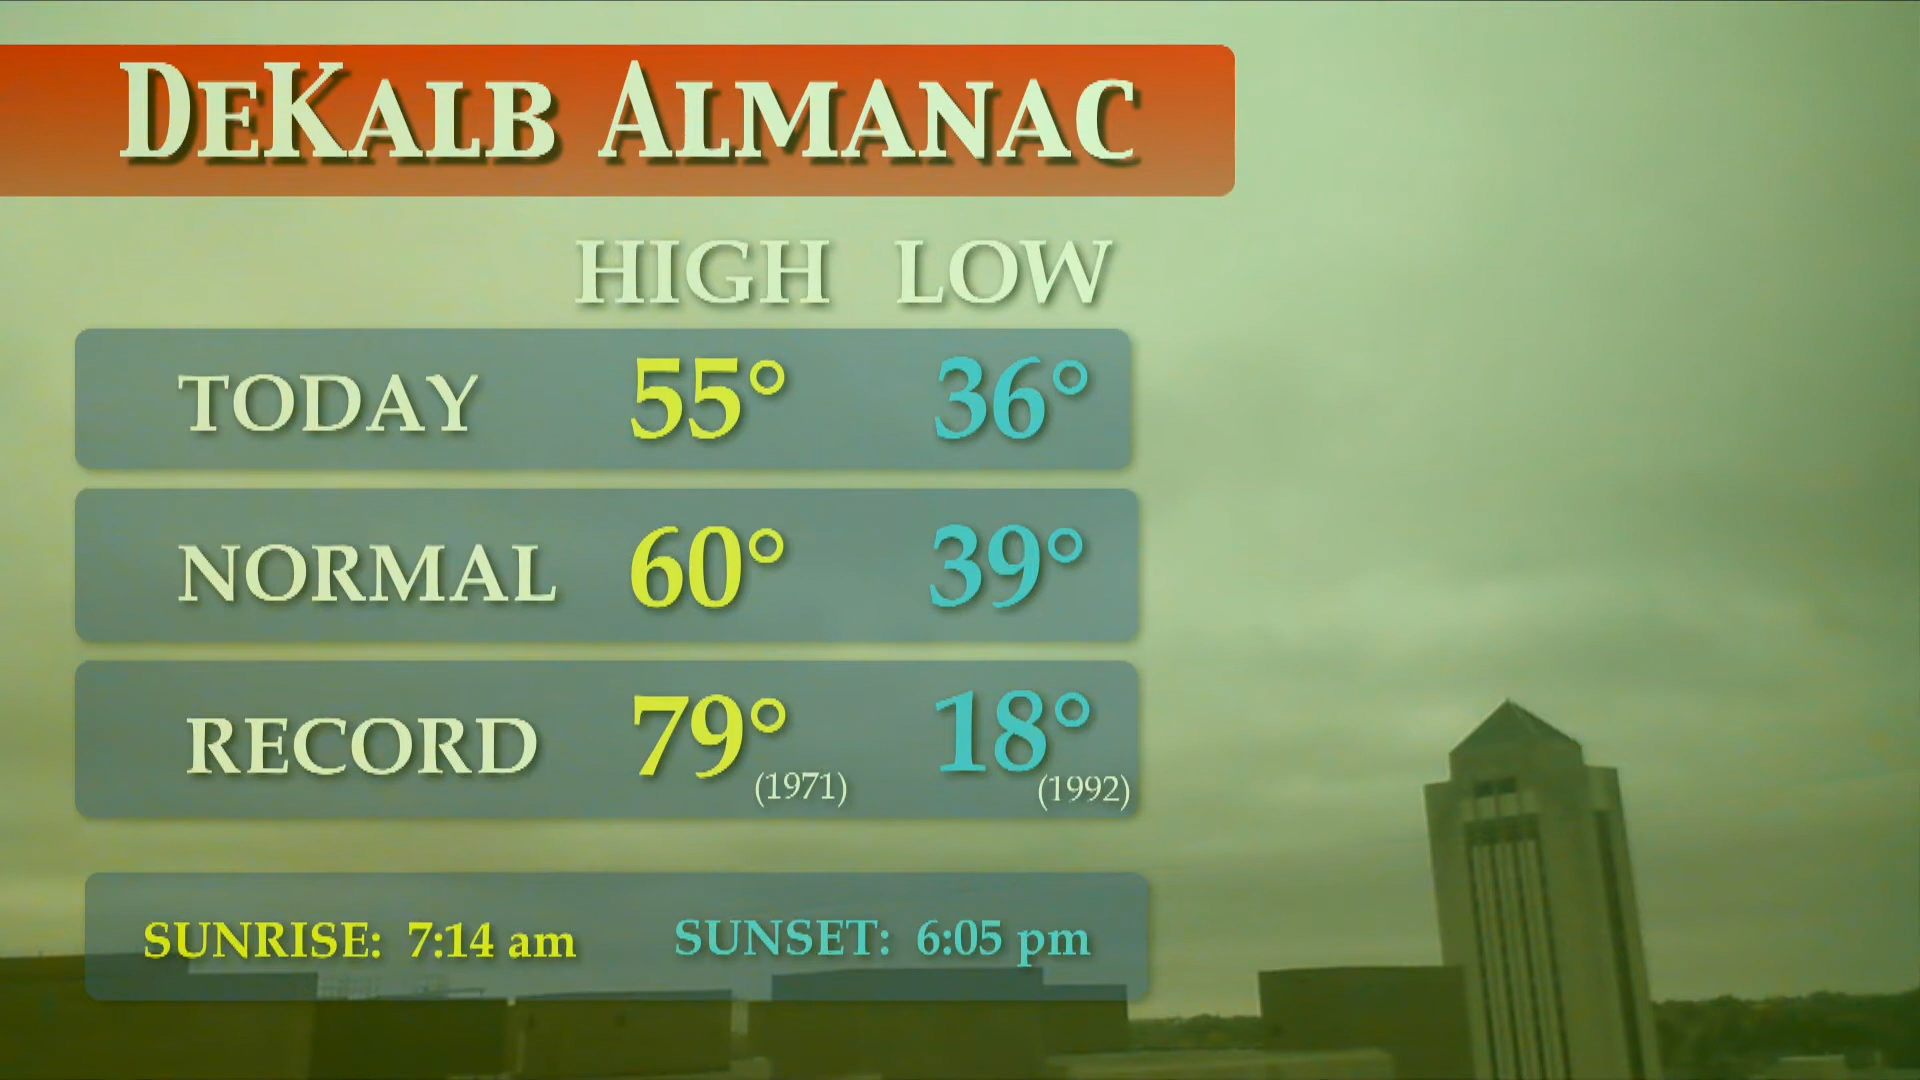 DEKALB ALMANAC
HIGH LOW
TODAY 55° 36°
NORMAL 60° 39°
RECORD 79° (1971) 18° (1992)
SUNRISE: 7:14 am SUNSET: 6:05 pm